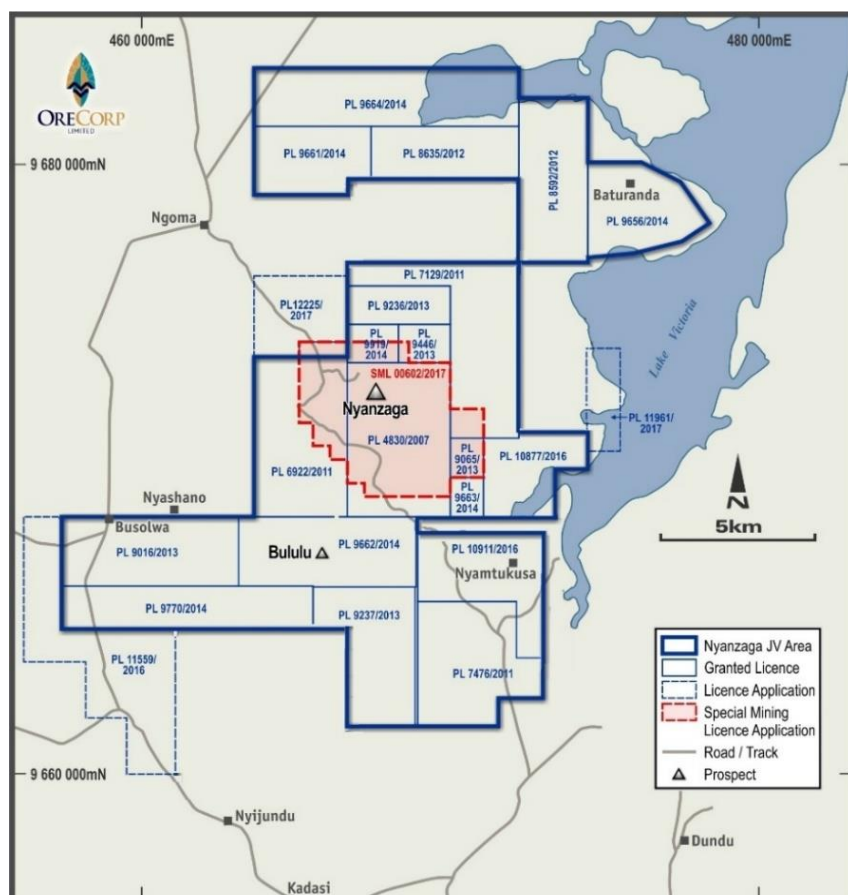 460 000mE
480 000mE
ORECORP
LIMITED
PL 9664/2014
9 680 000mN
PL 9661/2014
PL 8635/2012
PL 8592/2012
Baturanda
PL 9656/2014
Ngoma
PL 7129/2011
PL12225/
2017
PL 9236/2013
PL
9919/
2014
PL
9446/
2013
Lake Victoria
SML 00602/2017
Nyanzaga
PL 11961/
2017
PL 4830/2007
PL 6922/2011
PL
9065/
2013
PL 10877/2016
PL
9663/
2014
N
5km
Nyashano
Busolwa
PL 9016/2013
Bululu
PL 9662/2014
PL 10911/2016
Nyamtukusa
PL 9770/2014
PL 9237/2013
PL 11559/
2016
PL 7476/2011
Nyanzaga JV Area
Granted Licence
Licence Application
Special Mining
Licence Application
Road / Track
Prospect
9 660 000mN
Nyijundu
Dundu
Kadasi